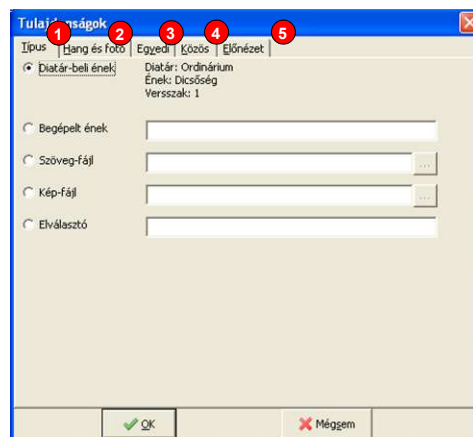 Tulajdonságok
1 2 3 4 5
Típus Hang és fotó Egyedi Közös Előnézet
Diatár-beli ének
Diatár: Ordinárium
Ének: Dicsőség
Versszak: 1
Begépelt ének
Szöveg-fájl ...
Kép-fájl ...
Elválasztó
OK Mégsem